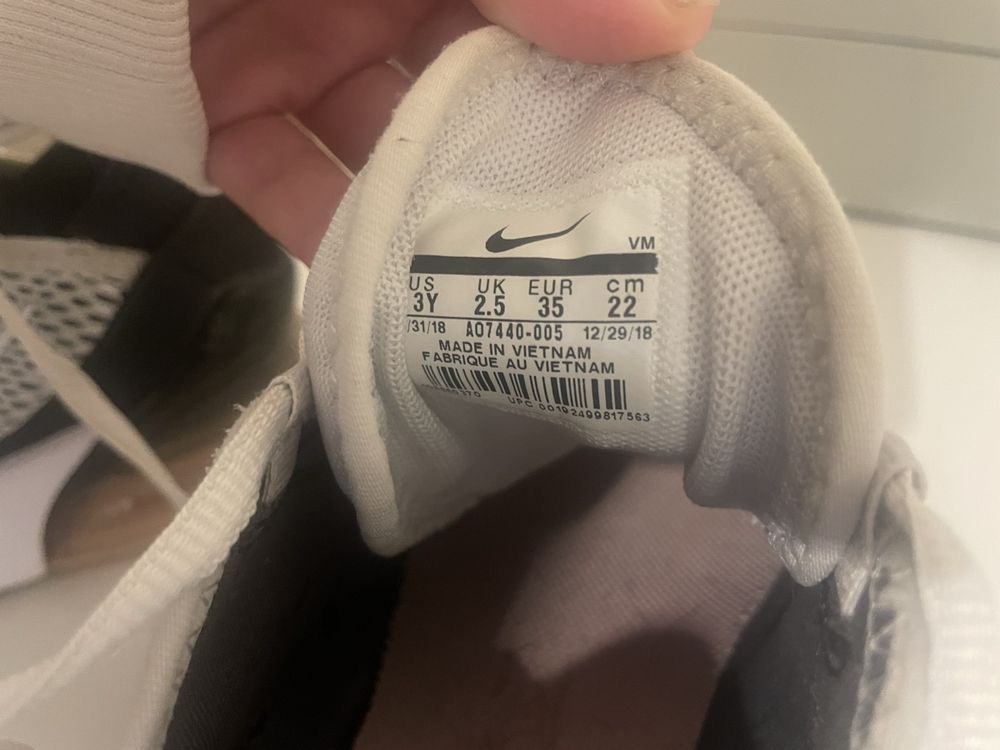 VM
US UK EUR cm
3Y 2.5 35 22
/31/18 AO7440-005 12/29/18
MADE IN VIETNAM
FABRIQUE AU VIETNAM
UPC 00192499817563